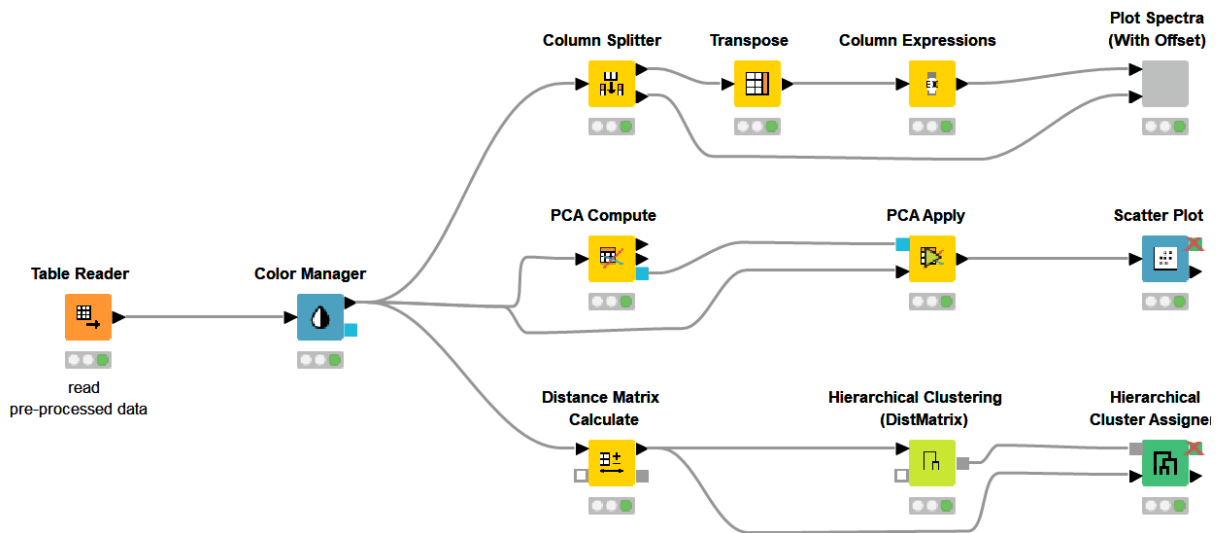 Plot Spectra
(With Offset)
Column Splitter
Transpose
Column Expressions
EX
PCA Compute
PCA Apply
Scatter Plot
Table Reader
Color Manager
read
pre-processed data
Distance Matrix
Calculate
Hierarchical Clustering
(DistMatrix)
Hierarchical
Cluster Assigner